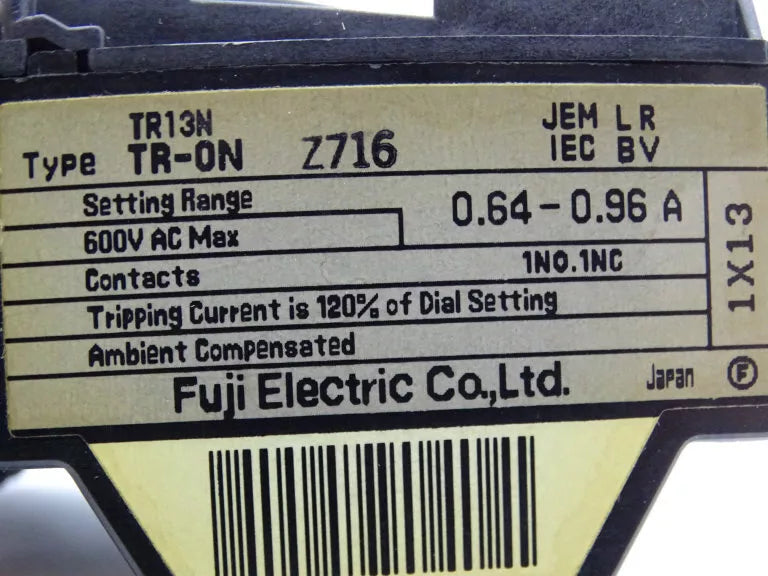 TR13N
Type TR-0N Z716
JEM LR
IEC BV
Setting Range
0.64-0.96 A
600V AC Max
Contacts 1NO.1NC
Tripping Current is 120% of Dial Setting
Ambient Compensated
1X13
Fuji Electric Co.,Ltd. Japan F